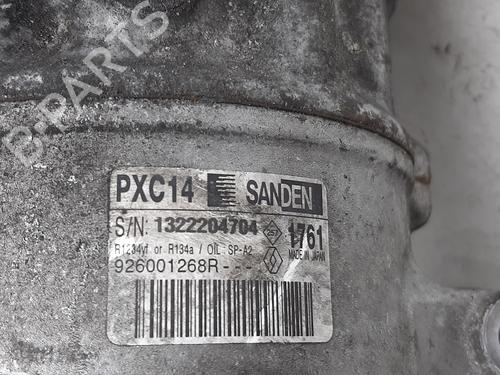 B-PARTS
PXC14 SANDEN
S/N: 1322204704 1761
R1234yf or R134a / OIL: SP-A2 MADE IN JAPAN
926001268R---